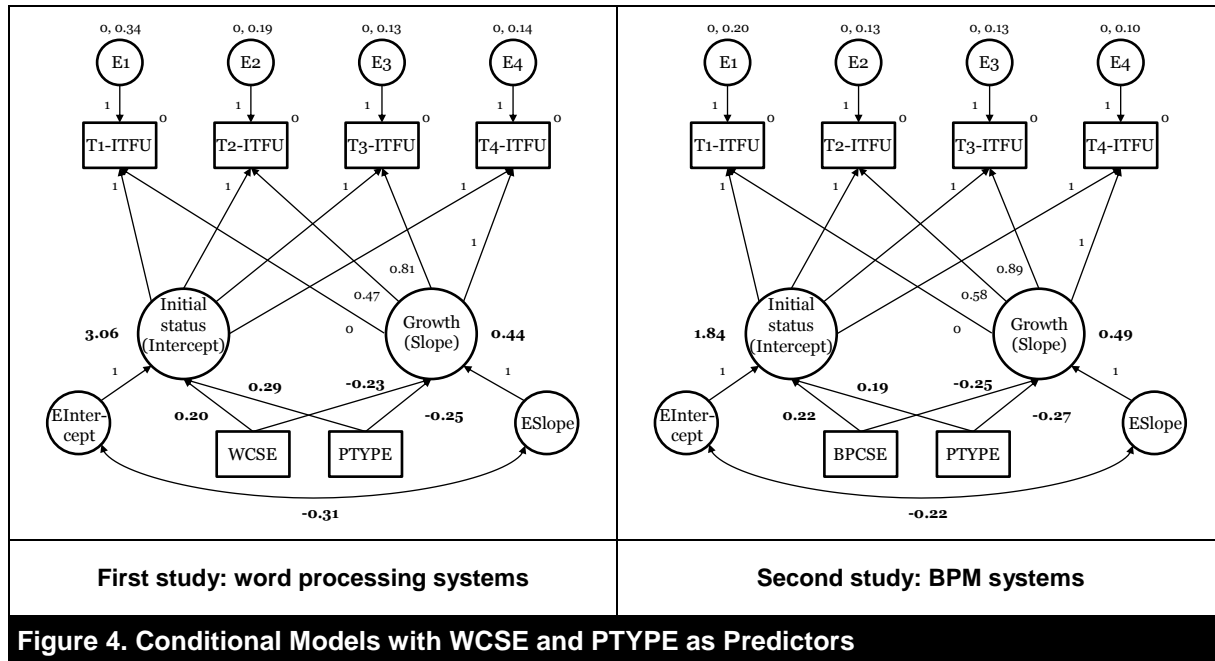 0, 0.34 0, 0.19 0, 0.13 0, 0.14
E1 E2 E3 E4
1 1 1 1
0 0 0 0
T1-ITFU T2-ITFU T3-ITFU T4-ITFU
1 1 1 1
1
0.81
0.47
0
Initial
status
(Intercept)
3.06
Growth
(Slope)
0.44
1 1
0.29 -0.23
0.20 -0.25
EInter-
cept
WCSE PTYPE
ESlope
-0.31
First study: word processing systems
0, 0.20 0, 0.13 0, 0.13 0, 0.10
E1 E2 E3 E4
1 1 1 1
0 0 0 0
T1-ITFU T2-ITFU T3-ITFU T4-ITFU
1 1 1 1
1
0.89
0.58
0
Initial
status
(Intercept)
1.84
Growth
(Slope)
0.49
1 1
0.19 -0.25
0.22 -0.27
EInter-
cept
BPCSE PTYPE
ESlope
-0.22
Second study: BPM systems
Figure 4. Conditional Models with WCSE and PTYPE as Predictors